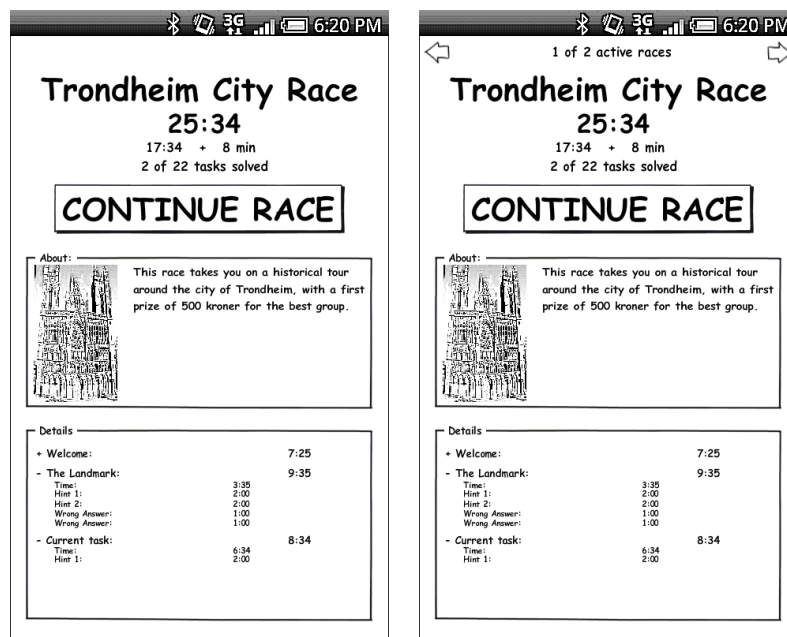 3G 6:20 PM
Trondheim City Race
25:34
17:34 + 8 min
2 of 22 tasks solved
CONTINUE RACE
About:
This race takes you on a historical tour
around the city of Trondheim, with a first
prize of 500 kroner for the best group.
Details
+ Welcome: 7:25
- The Landmark: 9:35
Time: 3:35
Hint 1: 2:00
Hint 2: 2:00
Wrong Answer: 1:00
Wrong Answer: 1:00
- Current task: 8:34
Time: 6:34
Hint 1: 2:00
3G 6:20 PM
1 of 2 active races
Trondheim City Race
25:34
17:34 + 8 min
2 of 22 tasks solved
CONTINUE RACE
About:
This race takes you on a historical tour
around the city of Trondheim, with a first
prize of 500 kroner for the best group.
Details
+ Welcome: 7:25
- The Landmark: 9:35
Time: 3:35
Hint 1: 2:00
Hint 2: 2:00
Wrong Answer: 1:00
Wrong Answer: 1:00
- Current task: 8:34
Time: 6:34
Hint 1: 2:00